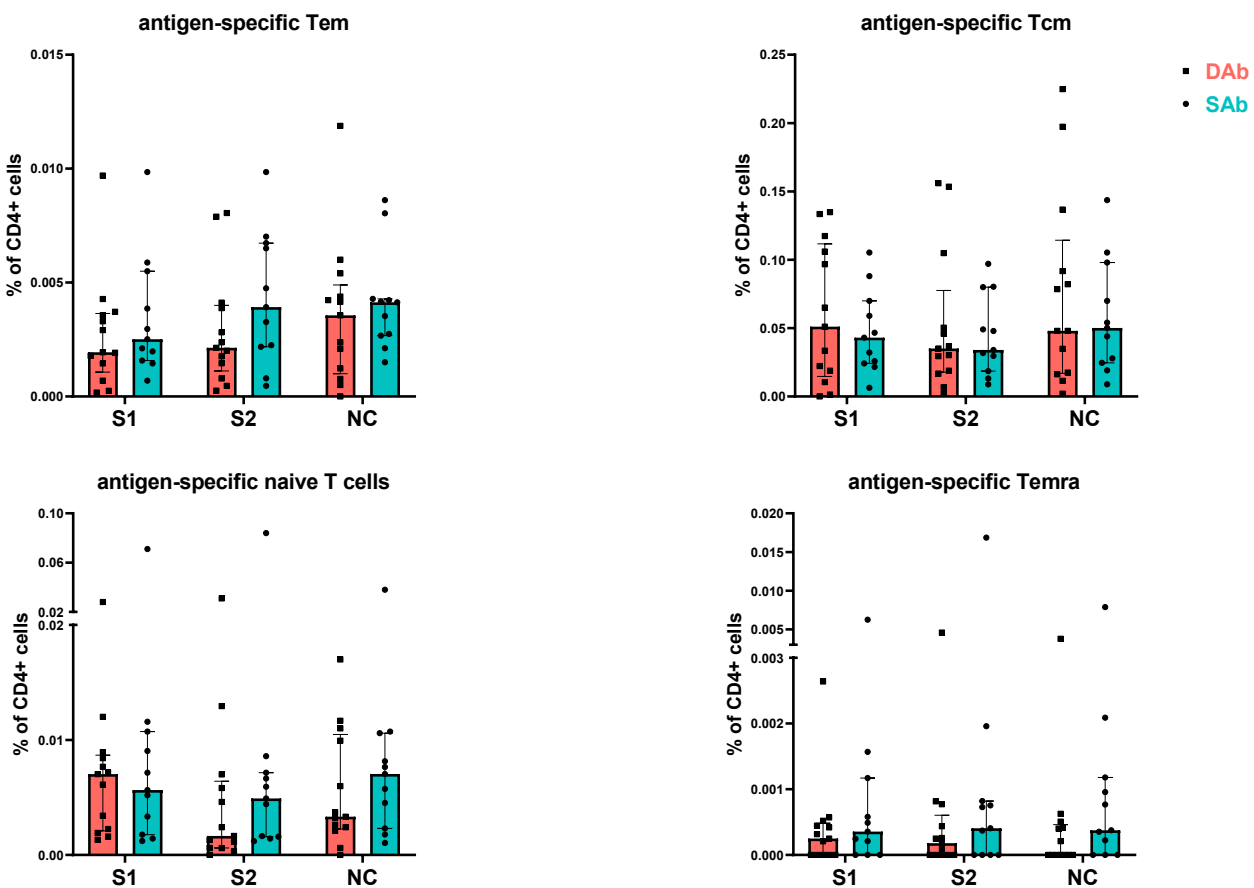 antigen-specific Tem
% of CD4+ cells
0.015
0.010
0.005
0.000
S1 S2 NC
antigen-specific Tcm
% of CD4+ cells
0.25
0.20
0.15
0.10
0.05
0.00
S1 S2 NC
DAb
SAb
antigen-specific naive T cells
% of CD4+ cells
0.10
0.06
0.02
0.02
0.01
0.00
S1 S2 NC
antigen-specific Temra
% of CD4+ cells
0.020
0.015
0.010
0.005
0.003
0.002
0.001
0.000
S1 S2 NC